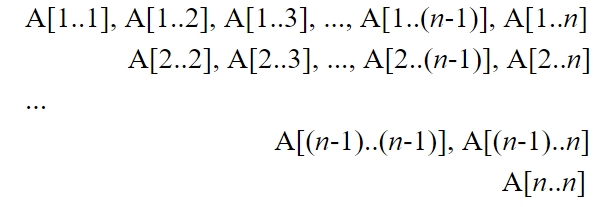 A[1..1], A[1..2], A[1..3], ..., A[1..(n-1)], A[1..n]
A[2..2], A[2..3], ..., A[2..(n-1)], A[2..n]
...
A[(n-1)..(n-1)], A[(n-1)..n]
A[n..n]